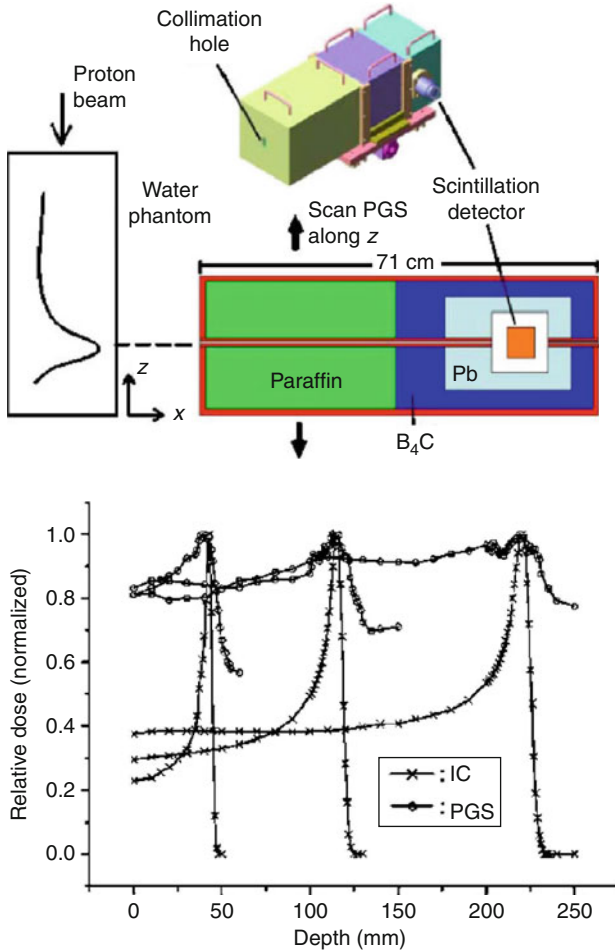 Collimation
hole
Proton
beam
Water
phantom
Scan PGS
along z
Scintillation
detector
71 cm
z
x
Paraffin
Pb
B₄C
Relative dose (normalized)
1.0
0.8
0.6
0.4
0.2
0.0
: IC
: PGS
0 50 100 150 200 250
Depth (mm)